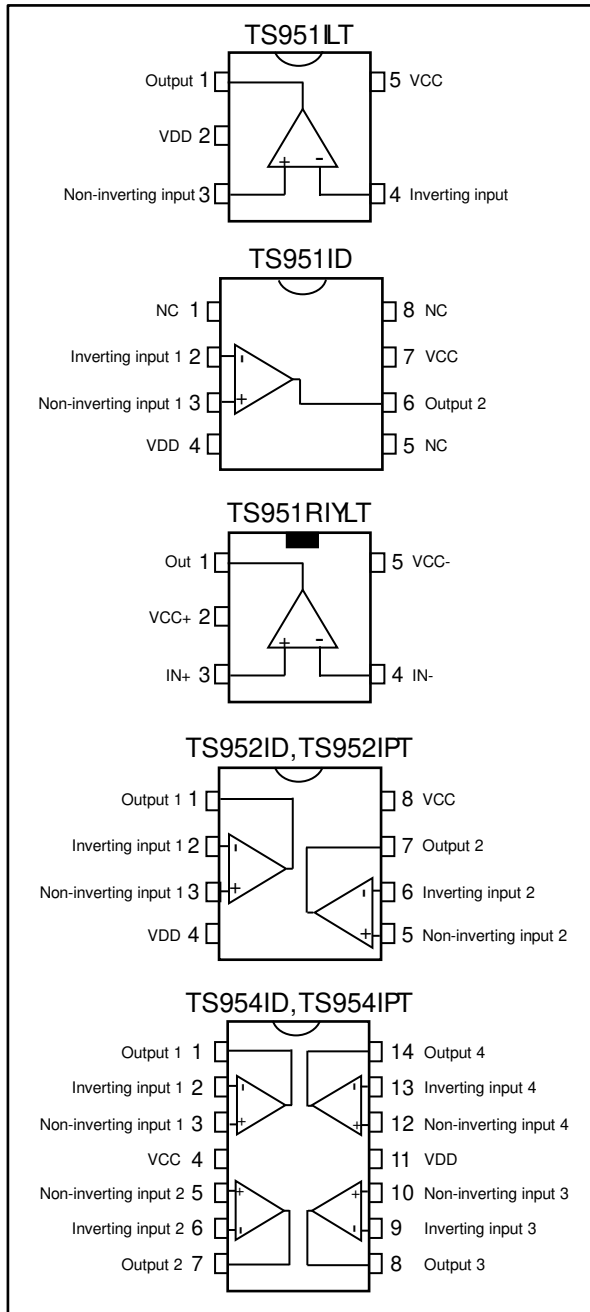 TS951ILT
Output 1
5 VCC
VDD 2
Non-inverting input 3
4 Inverting input
+ -
TS951ID
NC 1
8 NC
Inverting input 1 2
7 VCC
Non-inverting input 1 3
6 Output 2
VDD 4
5 NC
-
+
TS951RIYLT
Out 1
5 VCC-
VCC+ 2
IN+ 3
4 IN-
+ -
TS952ID, TS952IPT
Output 1 1
8 VCC
Inverting input 1 2
7 Output 2
Non-inverting input 1 3
6 Inverting input 2
VDD 4
5 Non-inverting input 2
- -
+ +
TS954ID, TS954IPT
Output 1 1
14 Output 4
Inverting input 1 2
13 Inverting input 4
Non-inverting input 1 3
12 Non-inverting input 4
VCC 4
11 VDD
Non-inverting input 2 5
10 Non-inverting input 3
Inverting input 2 6
9 Inverting input 3
Output 2 7
8 Output 3
- -
+ +
+ +
- -